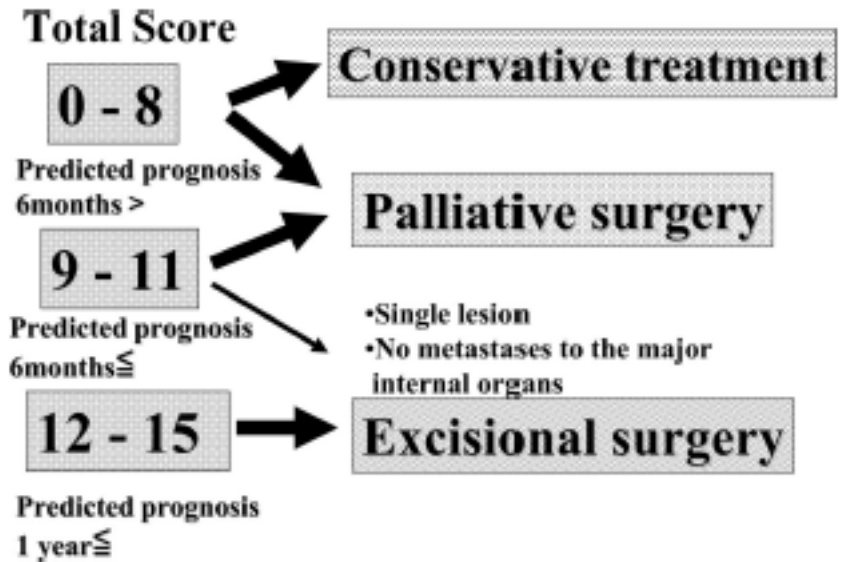 Total Score
0 - 8
Predicted prognosis
6months >
9 - 11
Predicted prognosis
6months≦
12 - 15
Predicted prognosis
1 year≦
Conservative treatment
Palliative surgery
•Single lesion
•No metastases to the major
internal organs
Excisional surgery